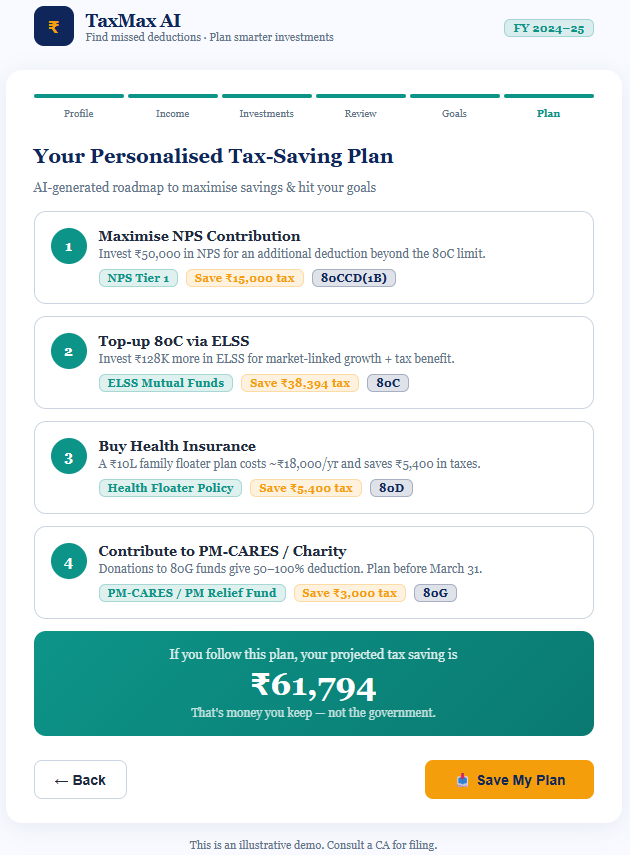 ₹
TaxMax AI
Find missed deductions · Plan smarter investments
FY 2024–25
Profile
Income
Investments
Review
Goals
Plan
Your Personalised Tax-Saving Plan
AI-generated roadmap to maximise savings & hit your goals
1
Maximise NPS Contribution
Invest ₹50,000 in NPS for an additional deduction beyond the 80C limit.
NPS Tier 1
Save ₹15,000 tax
80CCD(1B)
2
Top-up 80C via ELSS
Invest ₹128K more in ELSS for market-linked growth + tax benefit.
ELSS Mutual Funds
Save ₹38,394 tax
80C
3
Buy Health Insurance
A ₹10L family floater plan costs ~₹18,000/yr and saves ₹5,400 in taxes.
Health Floater Policy
Save ₹5,400 tax
80D
4
Contribute to PM-CARES / Charity
Donations to 80G funds give 50–100% deduction. Plan before March 31.
PM-CARES / PM Relief Fund
Save ₹3,000 tax
80G
If you follow this plan, your projected tax saving is
₹61,794
That's money you keep — not the government.
← Back
📥 Save My Plan
This is an illustrative demo. Consult a CA for filing.